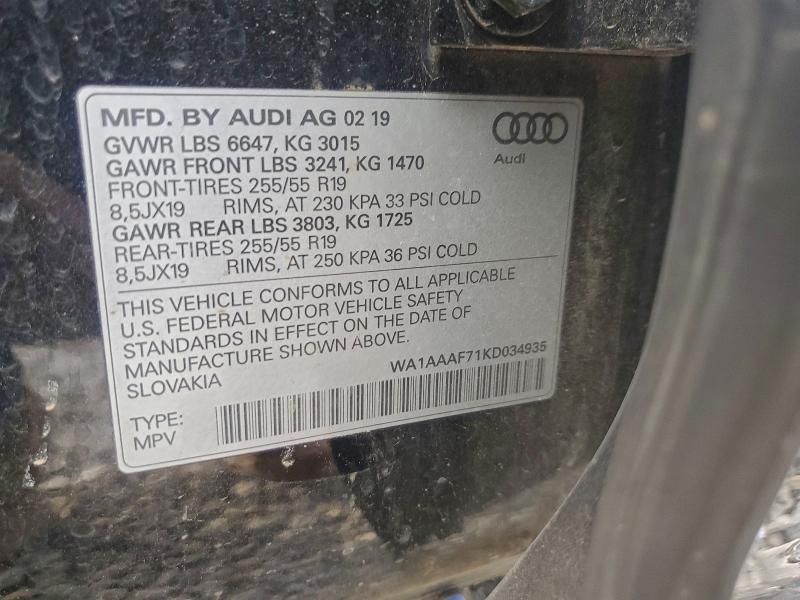 MFD. BY AUDI AG 02 19
GVWR LBS 6647, KG 3015
GAWR FRONT LBS 3241, KG 1470
FRONT-TIRES 255/55 R19
8,5JX19 RIMS, AT 230 KPA 33 PSI COLD
GAWR REAR LBS 3803, KG 1725
REAR-TIRES 255/55 R19
8,5JX19 RIMS, AT 250 KPA 36 PSI COLD
Audi
THIS VEHICLE CONFORMS TO ALL APPLICABLE
U.S. FEDERAL MOTOR VEHICLE SAFETY
STANDARDS IN EFFECT ON THE DATE OF
MANUFACTURE SHOWN ABOVE.
SLOVAKIA
WA1AAAF71KD034935
TYPE:
MPV